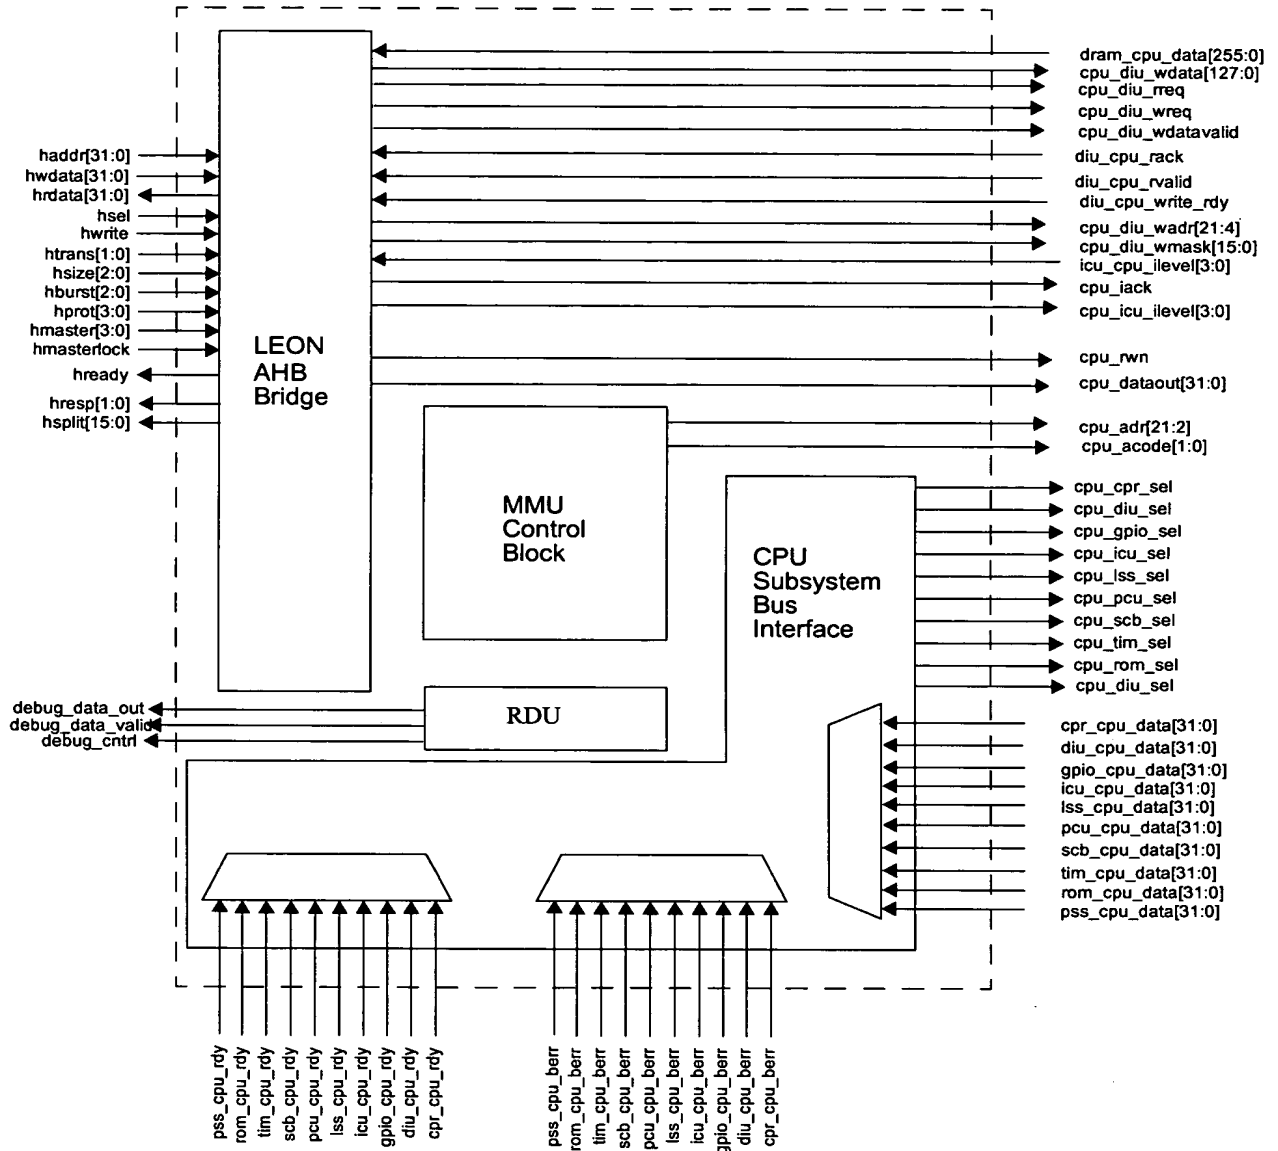 dram_cpu_data[255:0]
cpu_diu_wdata[127:0]
cpu_diu_rreq
cpu_diu_wreq
cpu_diu_wdatavalid
diu_cpu_rack
diu_cpu_rvalid
diu_cpu_write_rdy
cpu_diu_wadr[21:4]
cpu_diu_wmask[15:0]
icu_cpu_ilevel[3:0]
cpu_iack
cpu_icu_ilevel[3:0]
cpu_rwn
cpu_dataout[31:0]
cpu_adr[21:2]
cpu_acode[1:0]
haddr[31:0]
hwdata[31:0]
hrdata[31:0]
hsel
hwrite
htrans[1:0]
hsize[2:0]
hburst[2:0]
hprot[3:0]
hmaster[3:0]
hmasterlock
hready
hresp[1:0]
hsplit[15:0]
LEON
AHB
Bridge
MMU
Control
Block
CPU
Subsystem
Bus
Interface
cpu_cpr_sel
cpu_diu_sel
cpu_gpio_sel
cpu_icu_sel
cpu_lss_sel
cpu_pcu_sel
cpu_scb_sel
cpu_tim_sel
cpu_rom_sel
cpu_diu_sel
debug_data_out
debug_data_valid
debug_cntrl
RDU
cpr_cpu_data[31:0]
diu_cpu_data[31:0]
gpio_cpu_data[31:0]
icu_cpu_data[31:0]
lss_cpu_data[31:0]
pcu_cpu_data[31:0]
scb_cpu_data[31:0]
tim_cpu_data[31:0]
rom_cpu_data[31:0]
pss_cpu_data[31:0]
pss_cpu_rdy
rom_cpu_rdy
tim_cpu_rdy
scb_cpu_rdy
pcu_cpu_rdy
lss_cpu_rdy
icu_cpu_rdy
gpio_cpu_rdy
diu_cpu_rdy
cpr_cpu_rdy
pss_cpu_berr
rom_cpu_berr
tim_cpu_berr
scb_cpu_berr
pcu_cpu_berr
lss_cpu_berr
icu_cpu_berr
gpio_cpu_berr
diu_cpu_berr
cpr_cpu_berr